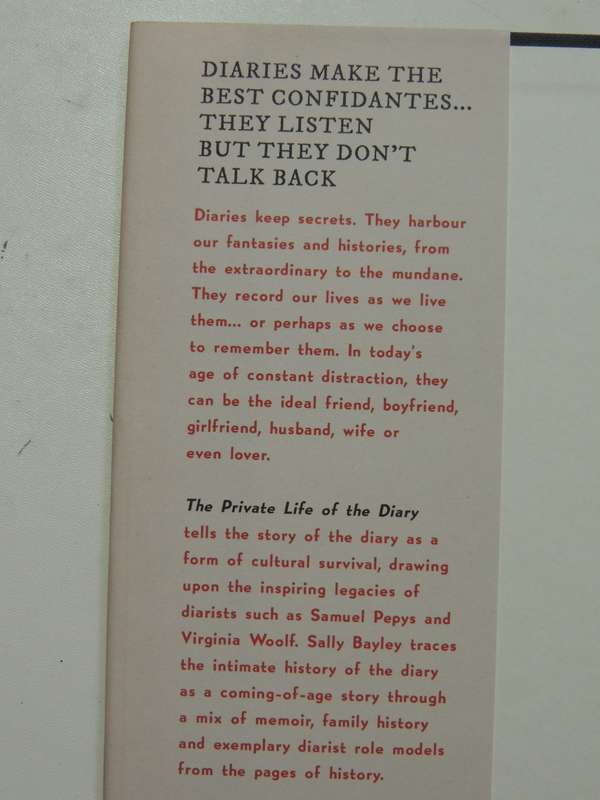 DIARIES MAKE THE
BEST CONFIDANTES...
THEY LISTEN
BUT THEY DON'T
TALK BACK
Diaries keep secrets. They harbour
our fantasies and histories, from
the extraordinary to the mundane.
They record our lives as we live
them... or perhaps as we choose
to remember them. In today's
age of constant distraction, they
can be the ideal friend, boyfriend,
girlfriend, husband, wife or
even lover.
The Private Life of the Diary
tells the story of the diary as a
form of cultural survival, drawing
upon the inspiring legacies of
diarists such as Samuel Pepys and
Virginia Woolf. Sally Bayley traces
the intimate history of the diary
as a coming-of-age story through
a mix of memoir, family history
and exemplary diarist role models
from the pages of history.